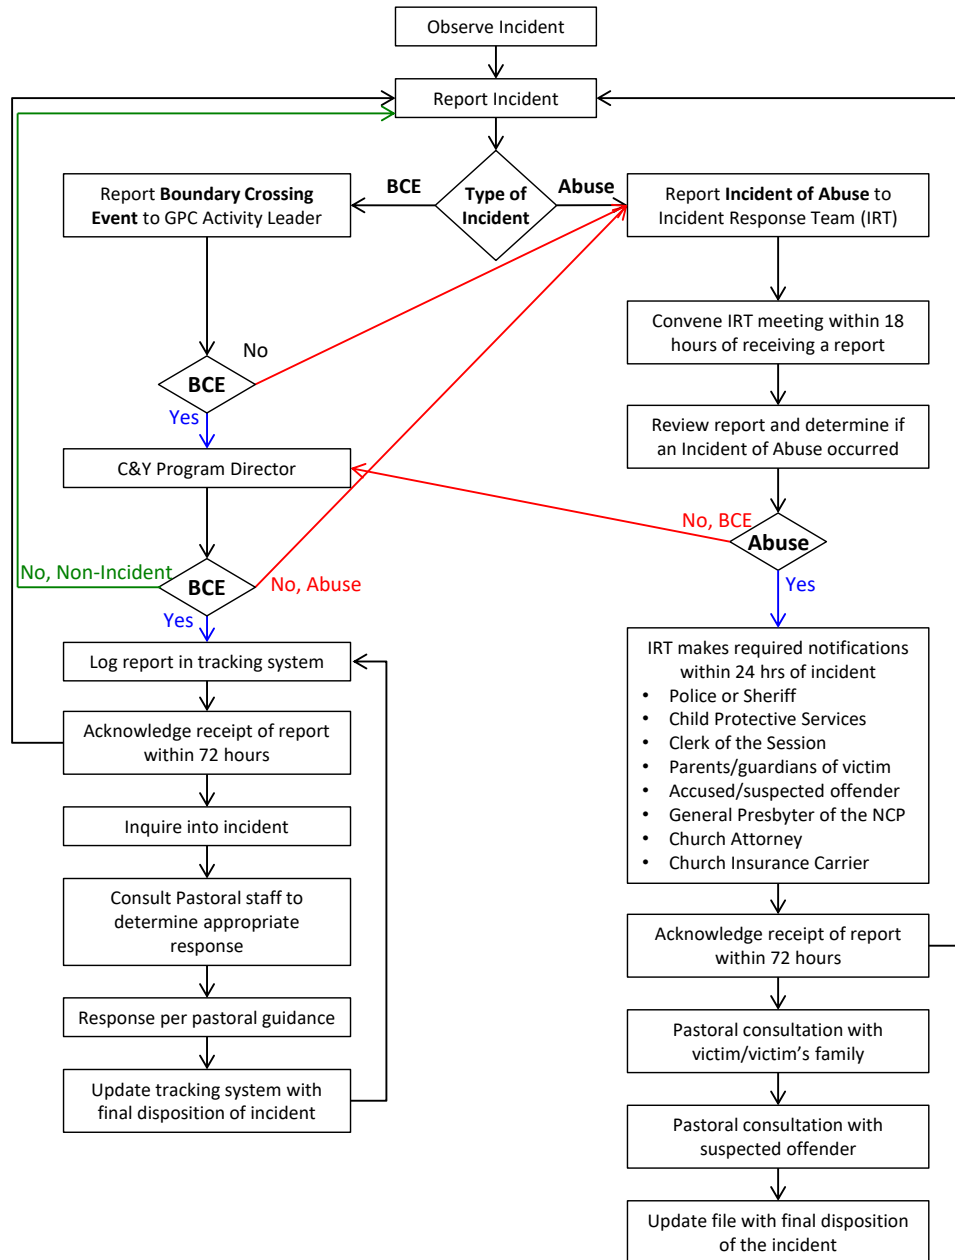 Observe Incident
Report Incident
BCE
Type of
Incident
Abuse
Report Boundary Crossing
Event to GPC Activity Leader
Report Incident of Abuse to
Incident Response Team (IRT)
Convene IRT meeting within 18
hours of receiving a report
No
BCE
Yes
Review report and determine if
an Incident of Abuse occurred
C&Y Program Director
No, BCE
Abuse
Yes
No, Non-Incident
BCE
No, Abuse
Yes
Log report in tracking system
Acknowledge receipt of report
within 72 hours
Inquire into incident
Consult Pastoral staff to
determine appropriate
response
Response per pastoral guidance
Update tracking system with
final disposition of incident
IRT makes required notifications
within 24 hrs of incident
• Police or Sheriff
• Child Protective Services
• Clerk of the Session
• Parents/guardians of victim
• Accused/suspected offender
• General Presbyter of the NCP
• Church Attorney
• Church Insurance Carrier
Acknowledge receipt of report
within 72 hours
Pastoral consultation with
victim/victim’s family
Pastoral consultation with
suspected offender
Update file with final disposition
of the incident